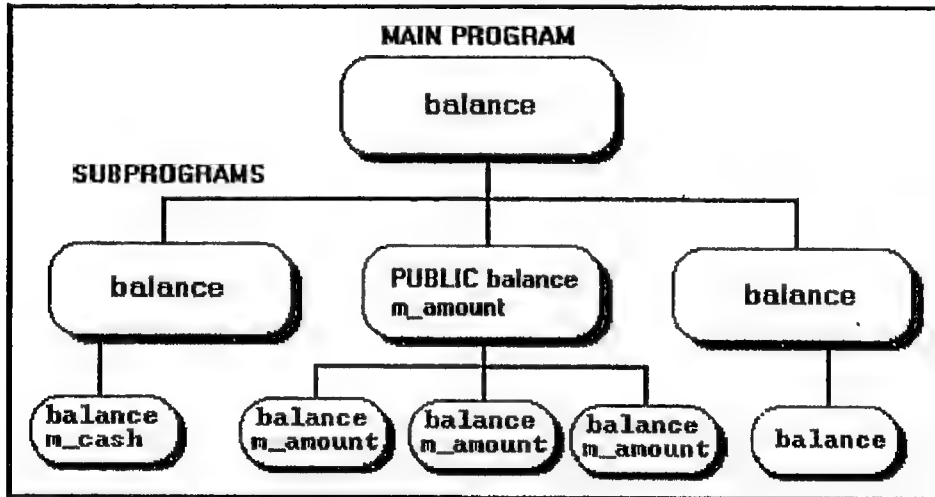 MAIN PROGRAM
balance
SUBPROGRAMS
balance
PUBLIC balance
m_amount
balance
balance
m_cash
balance
m_amount
balance
m_amount
balance
m_amount
balance